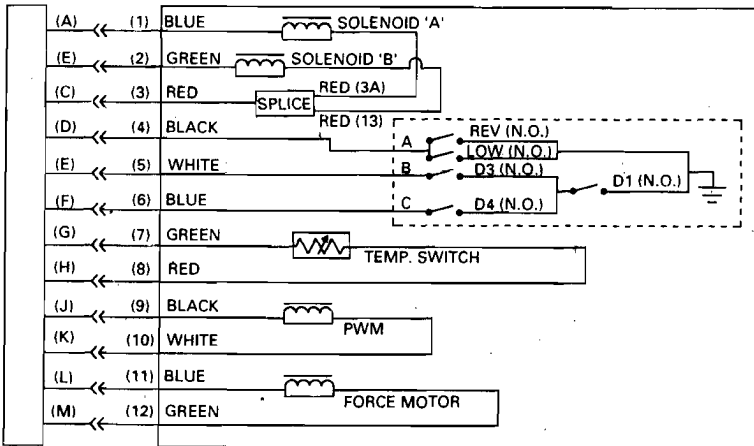 (A) (1) BLUE SOLENOID 'A'
(E) (2) GREEN SOLENOID 'B'
(C) (3) RED SPLICE RED (3A)
RED (13)
(D) (4) BLACK A REV (N.O.)
LOW (N.O.)
(E) (5) WHITE B D3 (N.O.) D1 (N.O.)
(F) (6) BLUE C D4 (N.O.)
(G) (7) GREEN TEMP. SWITCH
(H) (8) RED
(J) (9) BLACK PWM
(K) (10) WHITE
(L) (11) BLUE FORCE MOTOR
(M) (12) GREEN